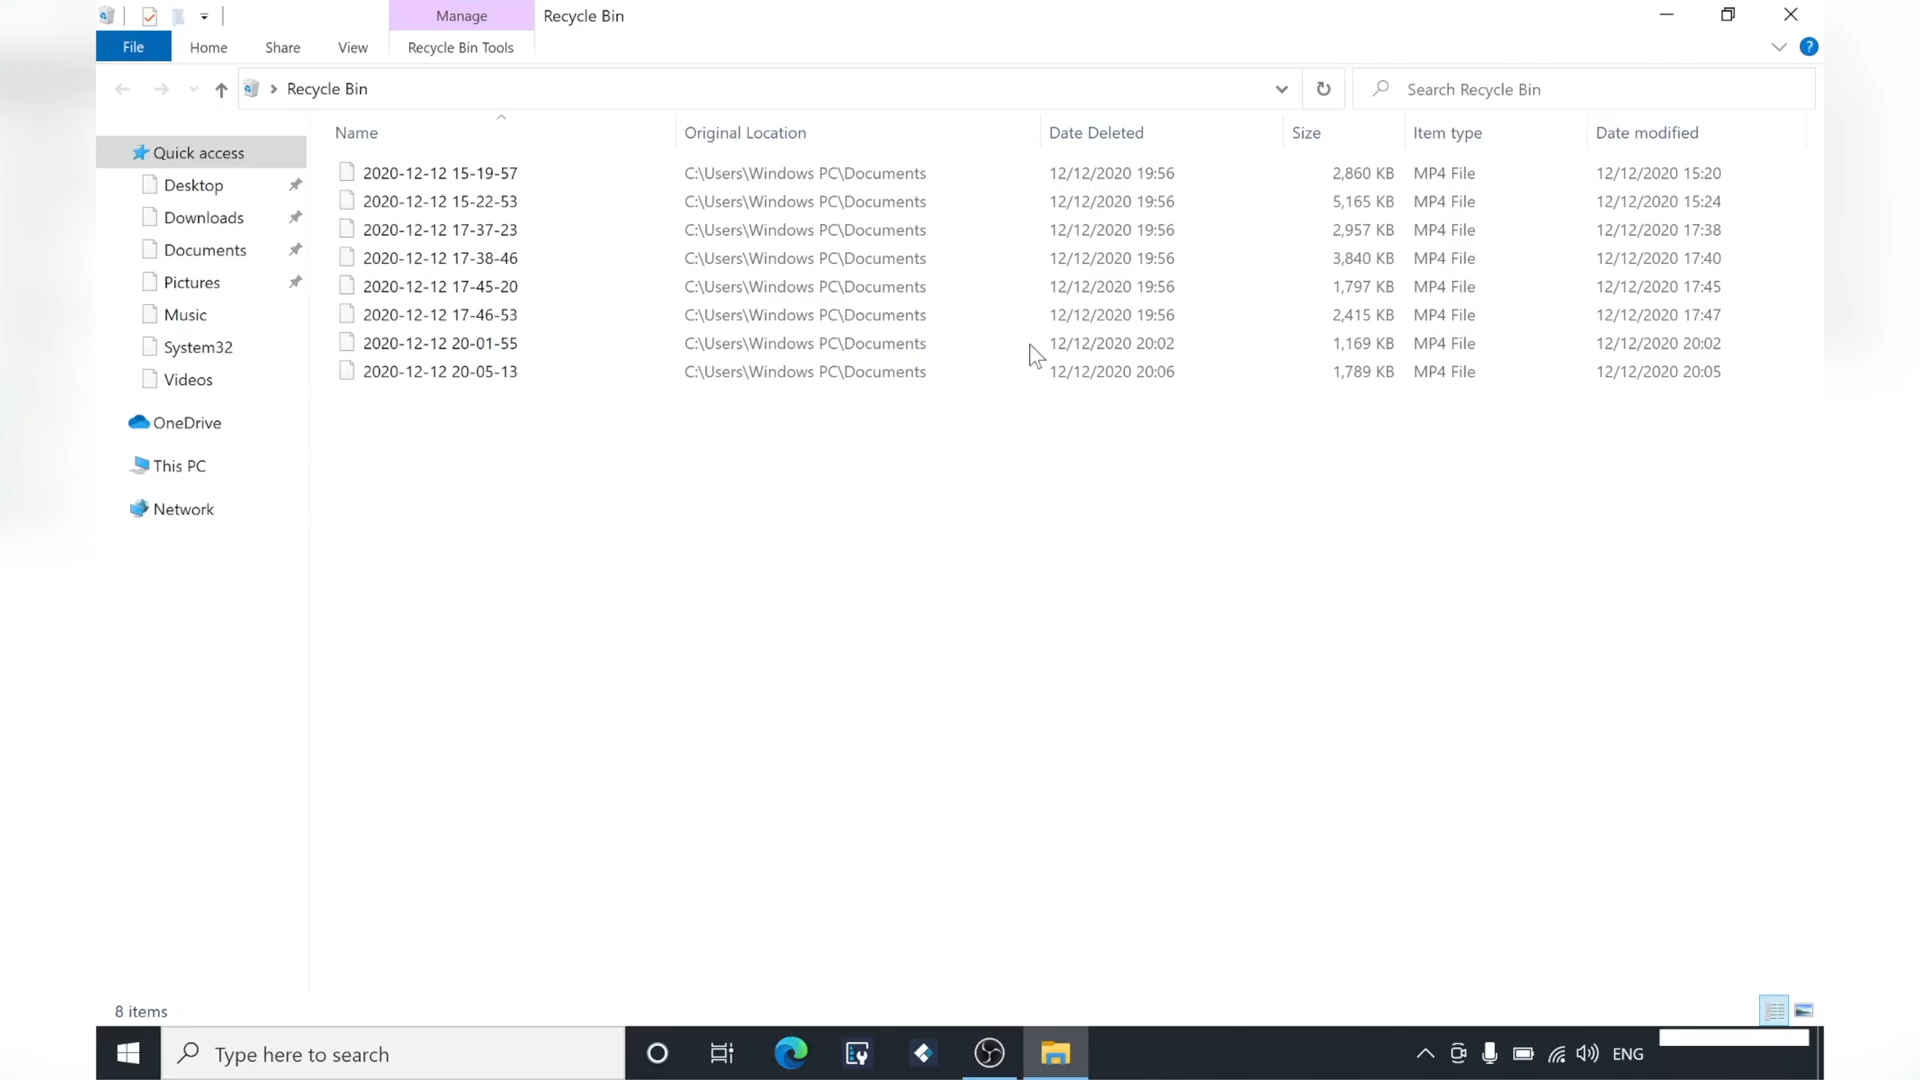 Manage Recycle Bin
File Home Share View Recycle Bin Tools
Recycle Bin Search Recycle Bin
Name Original Location Date Deleted Size Item type Date modified
Quick access
Desktop
Downloads
Documents
Pictures
Music
System32
Videos
OneDrive
This PC
Network
2020-12-12 15-19-57 C:\Users\Windows PC\Documents 12/12/2020 19:56 2,860 KB MP4 File 12/12/2020 15:20
2020-12-12 15-22-53 C:\Users\Windows PC\Documents 12/12/2020 19:56 5,165 KB MP4 File 12/12/2020 15:24
2020-12-12 17-37-23 C:\Users\Windows PC\Documents 12/12/2020 19:56 2,957 KB MP4 File 12/12/2020 17:38
2020-12-12 17-38-46 C:\Users\Windows PC\Documents 12/12/2020 19:56 3,840 KB MP4 File 12/12/2020 17:40
2020-12-12 17-45-20 C:\Users\Windows PC\Documents 12/12/2020 19:56 1,797 KB MP4 File 12/12/2020 17:45
2020-12-12 17-46-53 C:\Users\Windows PC\Documents 12/12/2020 19:56 2,415 KB MP4 File 12/12/2020 17:47
2020-12-12 20-01-55 C:\Users\Windows PC\Documents 12/12/2020 20:02 1,169 KB MP4 File 12/12/2020 20:02
2020-12-12 20-05-13 C:\Users\Windows PC\Documents 12/12/2020 20:06 1,789 KB MP4 File 12/12/2020 20:05
8 items
Type here to search ENG